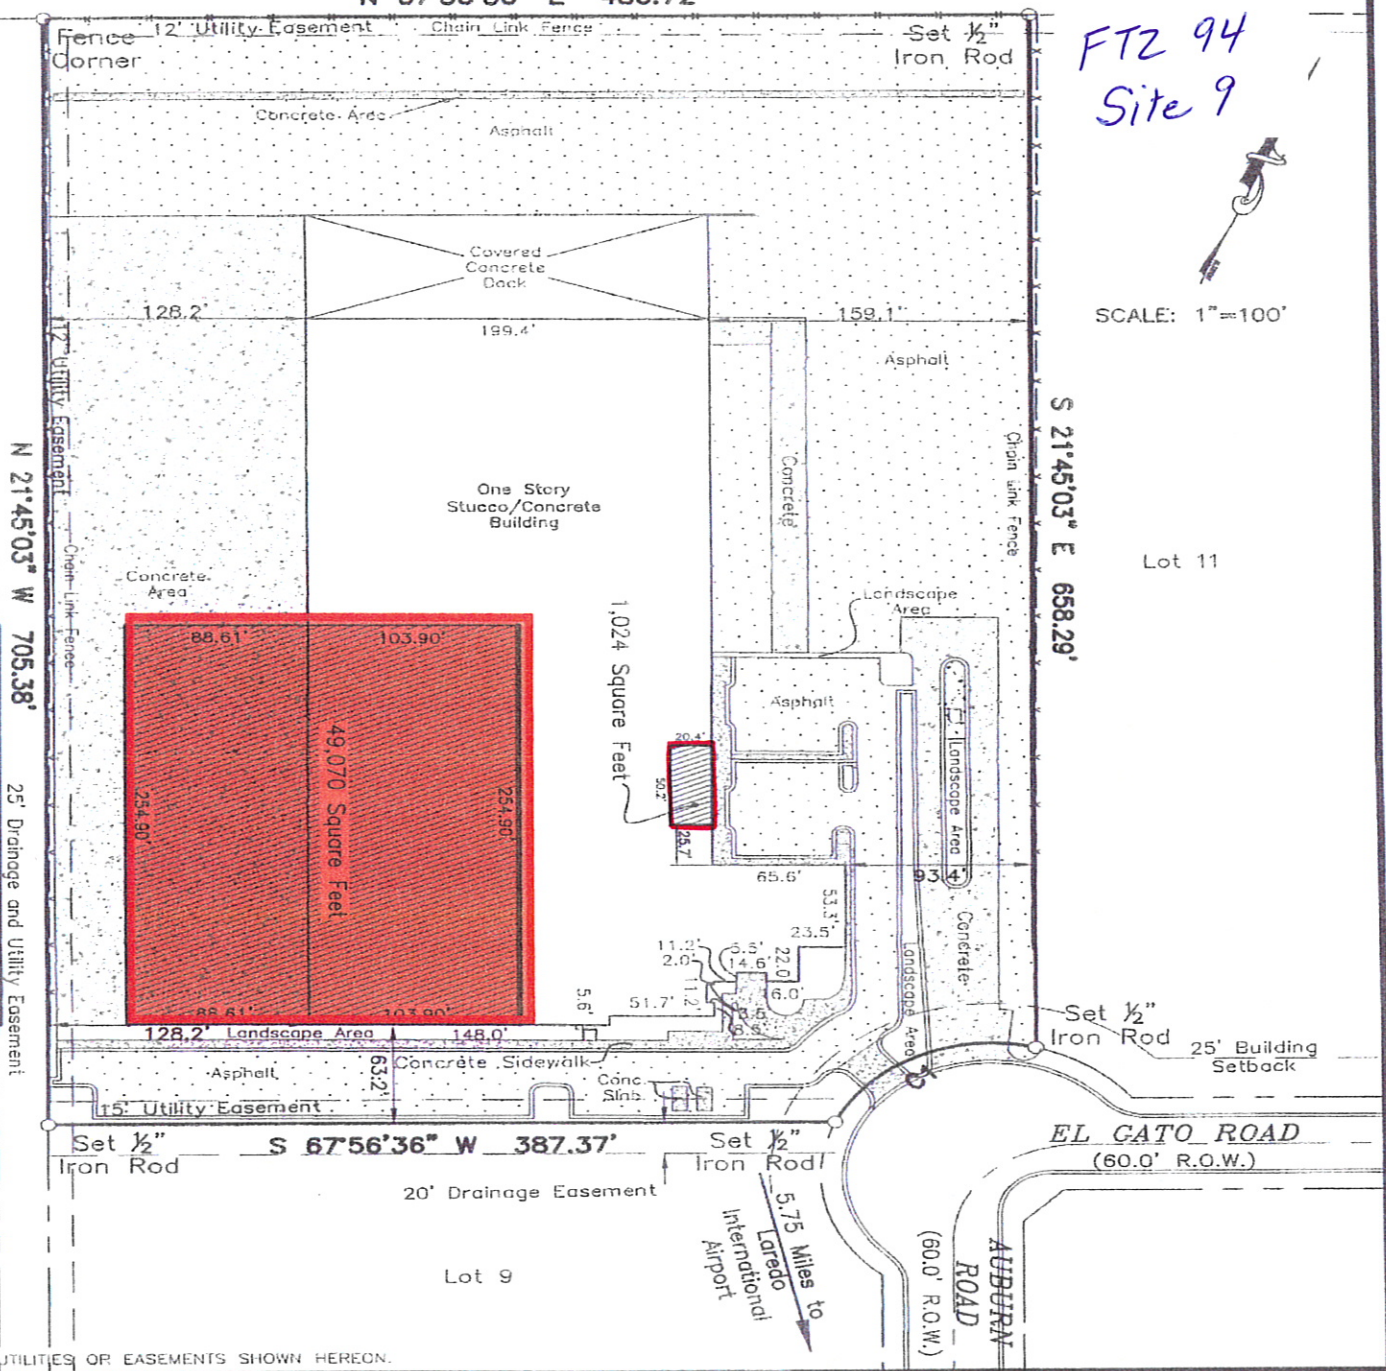 Fence
Corner
12' Utility Easement
Chain Link Fence
Set ½"
Iron Rod
FTZ 94
Site 9
Concrete Area
Asphalt
Covered
Concrete
Dock
SCALE: 1"=100'
128.2'
199.4'
159.1'
Asphalt
12' Utility Easement
Chain Link Fence
N 21°45'03" W 705.38'
25' Drainage and Utility Easement
One Story
Stucco/Concrete
Building
Concrete
Chain Link Fence
S 21°45'03" E 658.29'
Lot 11
Concrete
Area
Landscape
Area
88.61'
103.90'
1,024 Square Feet
49,070 Square Feet
254.90'
254.90'
Asphalt
20.4'
50.2'
25.7'
65.6'
93.4'
Landscape Area
Concrete
Landscape Area
53.3'
23.5'
22.0'
11.2'
2.0'
14.6'
11.2'
51.7'
5.6'
88.61'
103.90'
128.2'
Landscape Area
148.0'
63.2'
Concrete Sidewalk
Asphalt
Conc.
Slab
15' Utility Easement
C1
Set ½"
Iron Rod
25' Building
Setback
Set ½"
Iron Rod
S 67°56'36" W 387.37'
Set ½"
Iron Rod
EL GATO ROAD
(60.0' R.O.W.)
20' Drainage Easement
5.75 Miles to
Laredo
International
Airport
AUBURN
ROAD
(60.0' R.O.W.)
Lot 9
UTILITIES OR EASEMENTS SHOWN HEREON.